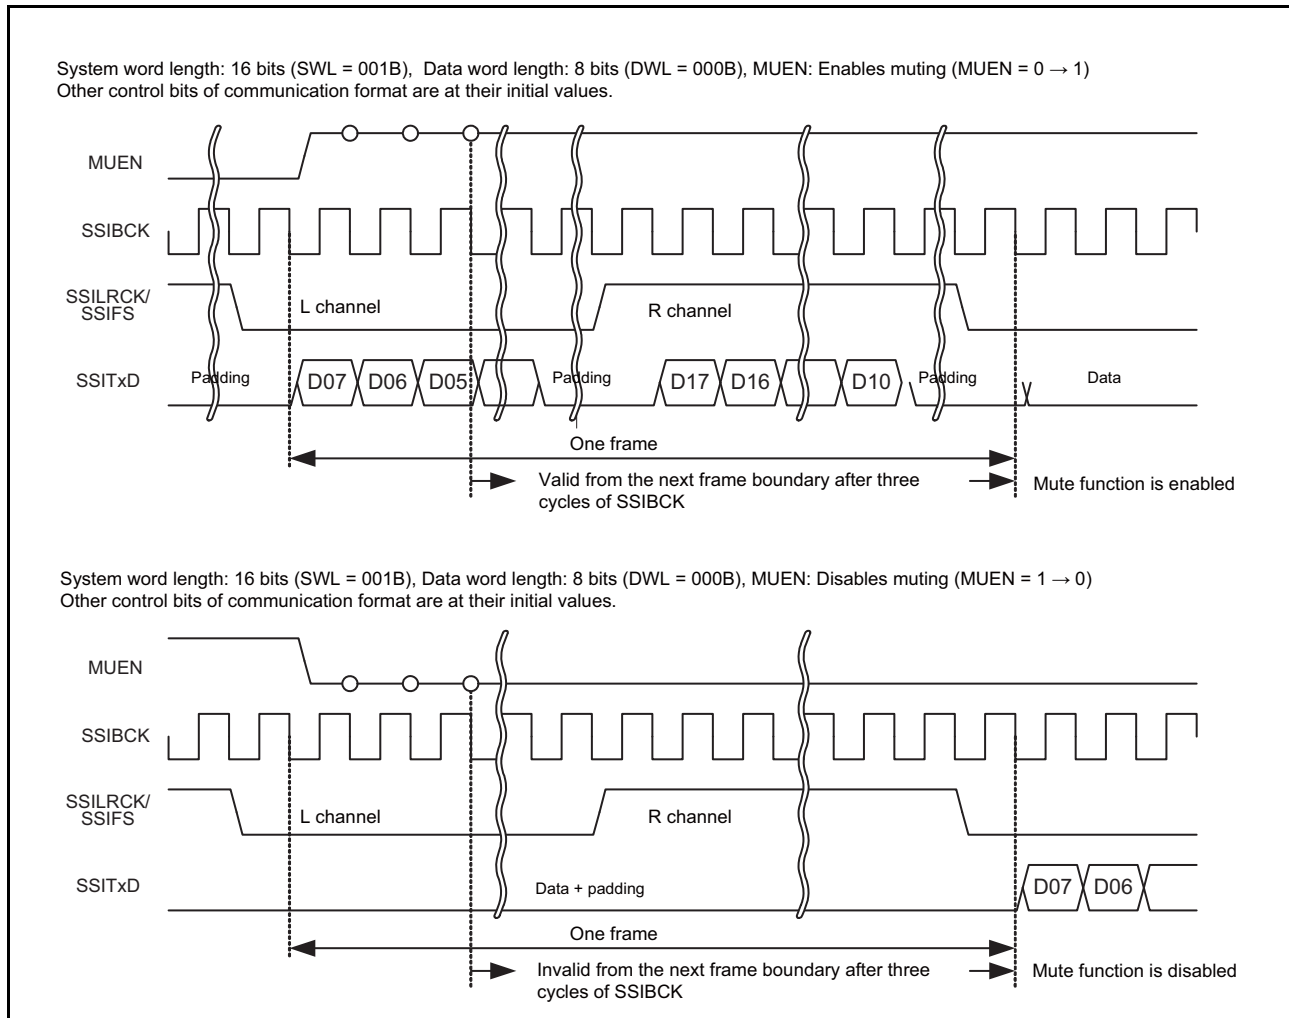 System word length: 16 bits (SWL = 001B), Data word length: 8 bits (DWL = 000B), MUEN: Enables muting (MUEN = 0 → 1)
Other control bits of communication format are at their initial values.
MUEN
SSIBCK
SSILRCK/
SSIFS
L channel
R channel
SSITxD
Padding
D07
D06
D05
Padding
D17
D16
D10
Padding
Data
One frame
Valid from the next frame boundary after three
cycles of SSIBCK
Mute function is enabled
System word length: 16 bits (SWL = 001B), Data word length: 8 bits (DWL = 000B), MUEN: Disables muting (MUEN = 1 → 0)
Other control bits of communication format are at their initial values.
MUEN
SSIBCK
SSILRCK/
SSIFS
L channel
R channel
SSITxD
Data + padding
D07
D06
One frame
Invalid from the next frame boundary after three
cycles of SSIBCK
Mute function is disabled